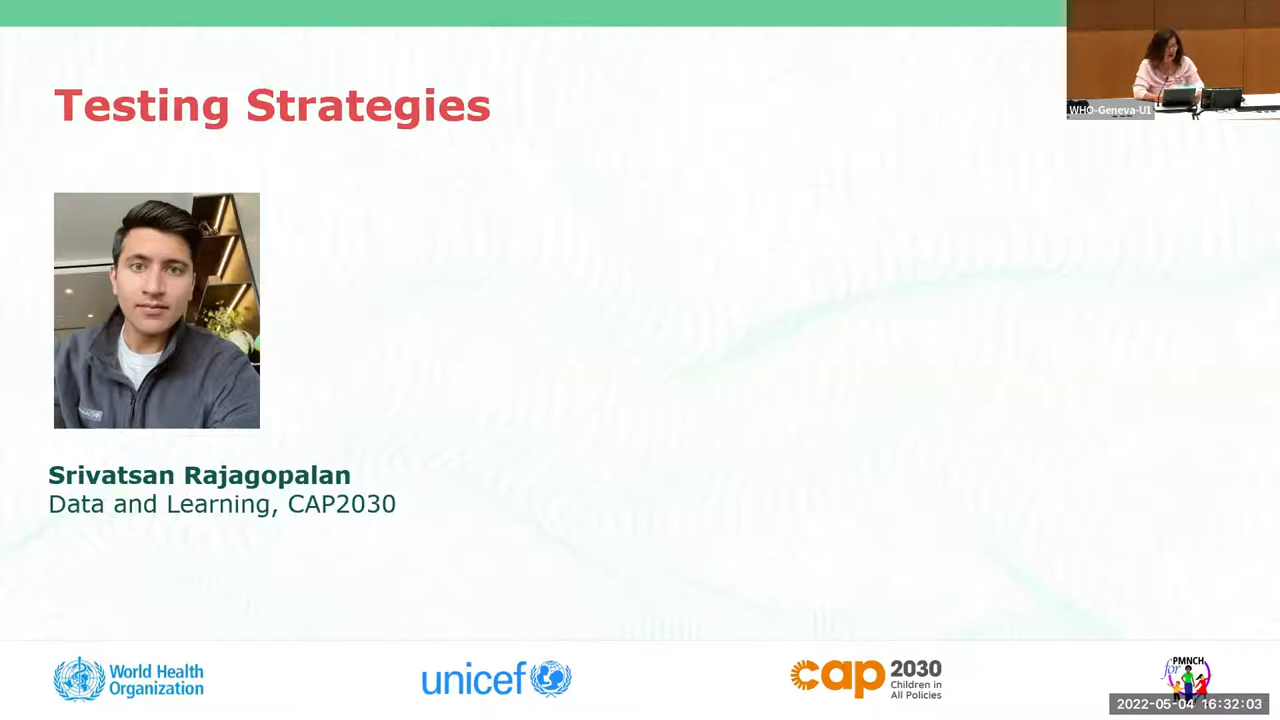 Testing Strategies
WHO-Geneva-U1
Srivatsan Rajagopalan
Data and Learning, CAP2030
World Health
Organization
unicef
cap 2030
Children in
All Policies
for PMNCH
2022-05-04 16:32:03